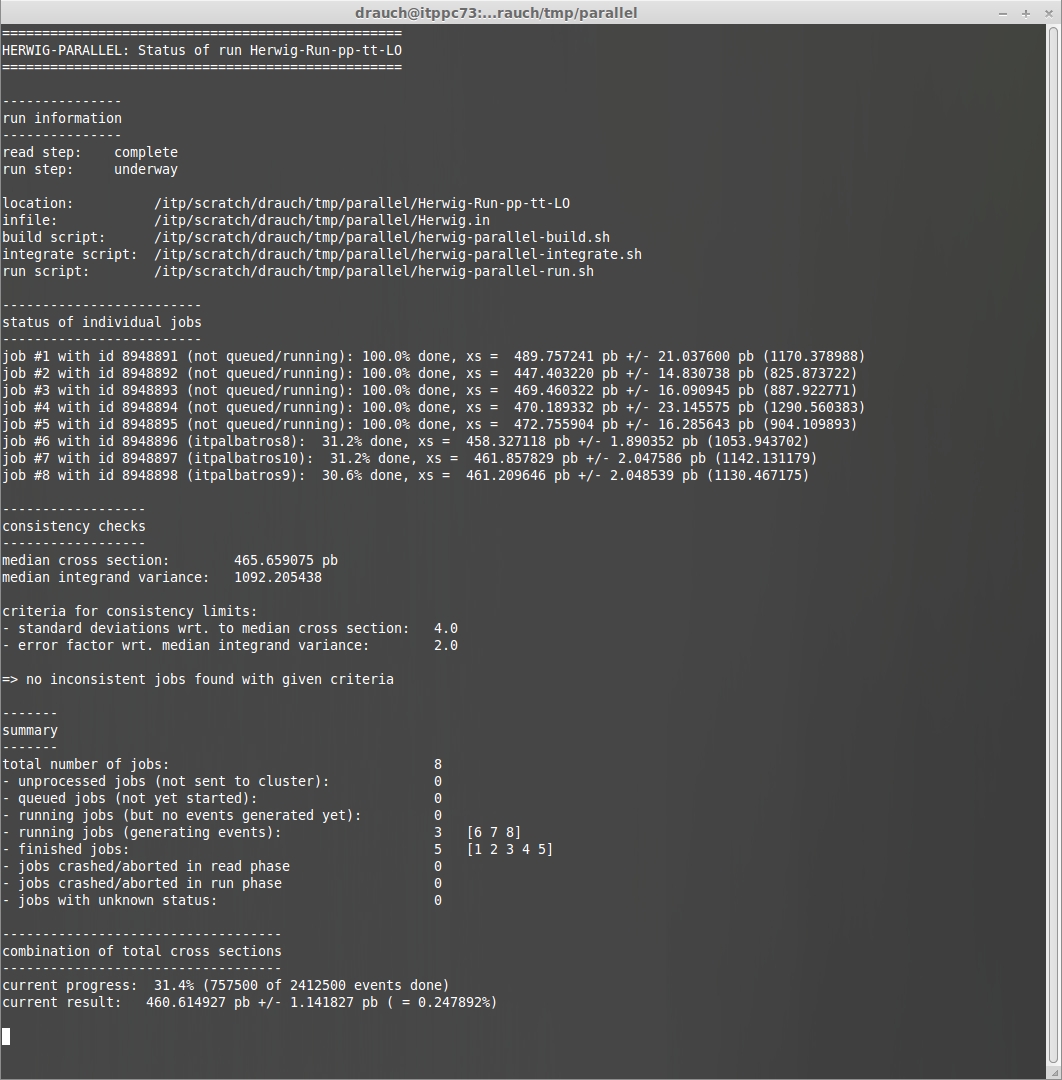 drauch@itppc73:...rauch/tmp/parallel
==================================================
HERWIG-PARALLEL: Status of run Herwig-Run-pp-tt-LO
==================================================
---------------
run information
---------------
read step:    complete
run step:     underway
location:          /itp/scratch/drauch/tmp/parallel/Herwig-Run-pp-tt-LO
infile:            /itp/scratch/drauch/tmp/parallel/Herwig.in
build script:      /itp/scratch/drauch/tmp/parallel/herwig-parallel-build.sh
integrate script:  /itp/scratch/drauch/tmp/parallel/herwig-parallel-integrate.sh
run script:        /itp/scratch/drauch/tmp/parallel/herwig-parallel-run.sh
-------------------------
status of individual jobs
-------------------------
job #1 with id 8948891 (not queued/running): 100.0% done, xs =  489.757241 pb +/- 21.037600 pb (1170.378988)
job #2 with id 8948892 (not queued/running): 100.0% done, xs =  447.403220 pb +/- 14.830738 pb (825.873722)
job #3 with id 8948893 (not queued/running): 100.0% done, xs =  469.460322 pb +/- 16.090945 pb (887.922771)
job #4 with id 8948894 (not queued/running): 100.0% done, xs =  470.189332 pb +/- 23.145575 pb (1290.560383)
job #5 with id 8948895 (not queued/running): 100.0% done, xs =  472.755904 pb +/- 16.285643 pb (904.109893)
job #6 with id 8948896 (itpalbatros8):  31.2% done, xs =  458.327118 pb +/- 1.890352 pb (1053.943702)
job #7 with id 8948897 (itpalbatros10):  31.2% done, xs =  461.857829 pb +/- 2.047586 pb (1142.131179)
job #8 with id 8948898 (itpalbatros9):  30.6% done, xs =  461.209646 pb +/- 2.048539 pb (1130.467175)
------------------
consistency checks
------------------
median cross section:        465.659075 pb
median integrand variance:   1092.205438
criteria for consistency limits:
- standard deviations wrt. to median cross section:   4.0
- error factor wrt. median integrand variance:        2.0
=> no inconsistent jobs found with given criteria
-------
summary
-------
total number of jobs:                                 8
- unprocessed jobs (not sent to cluster):             0
- queued jobs (not yet started):                      0
- running jobs (but no events generated yet):         0
- running jobs (generating events):                   3   [6 7 8]
- finished jobs:                                      5   [1 2 3 4 5]
- jobs crashed/aborted in read phase                  0
- jobs crashed/aborted in run phase                   0
- jobs with unknown status:                           0
-----------------------------------
combination of total cross sections
-----------------------------------
current progress:  31.4% (757500 of 2412500 events done)
current result:   460.614927 pb +/- 1.141827 pb ( = 0.247892%)